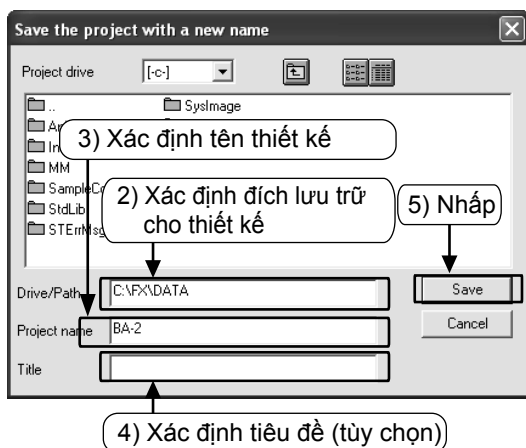 Save the project with a new name
Project drive [-c-]
.. SysImage
3) Xác định tên thiết kế
MM
2) Xác định đích lưu trữ
cho thiết kế
5) Nhấp
StdLib
Drive/Path C:\FX\DATA Save
Project name BA-2 Cancel
Title
4) Xác định tiêu đề (tùy chọn)